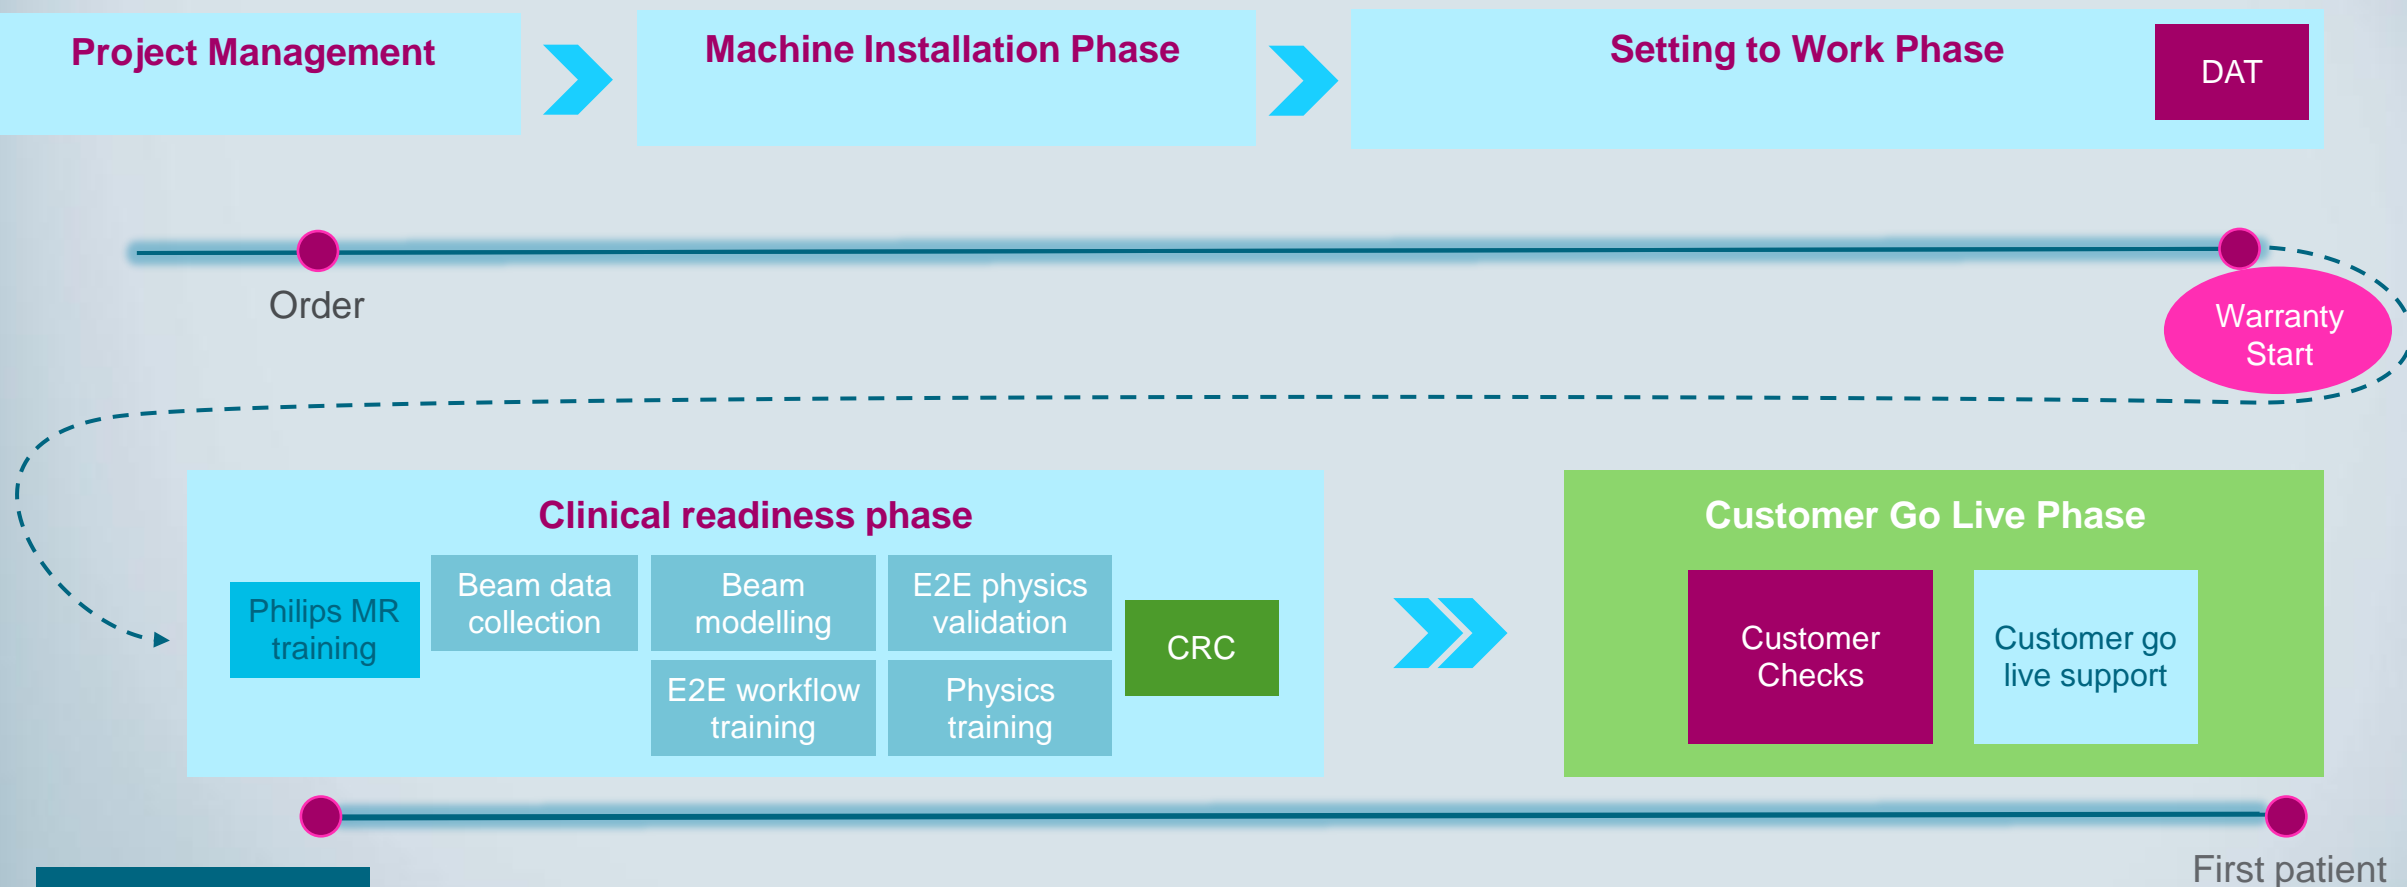 Project Management
Machine Installation Phase
Setting to Work Phase
DAT
Order
Warranty
Start
Clinical readiness phase
Philips MR
training
Beam data
collection
Beam
modelling
E2E physics
validation
E2E workflow
training
Physics
training
CRC
Customer Go Live Phase
Customer
Checks
Customer go
live support
First patient